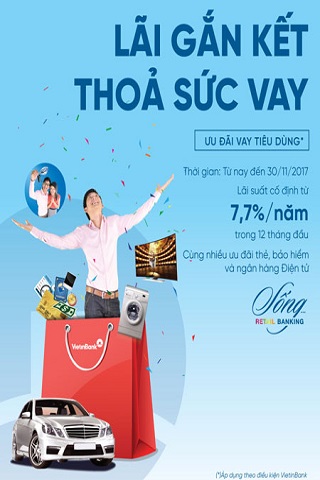 LÃI GẮN KẾT
THOẢ SỨC VAY
ƯU ĐÃI VAY TIÊU DÙNG*
Thời gian: Từ nay đến 30/11/2017
Lãi suất cố định từ
7,7%/năm
trong 12 tháng đầu
Cùng nhiều ưu đãi thẻ, bảo hiểm
và ngân hàng Điện tử
Sống
RETAIL BANKING
VietinBank
(*)Áp dụng theo điều kiện VietinBank